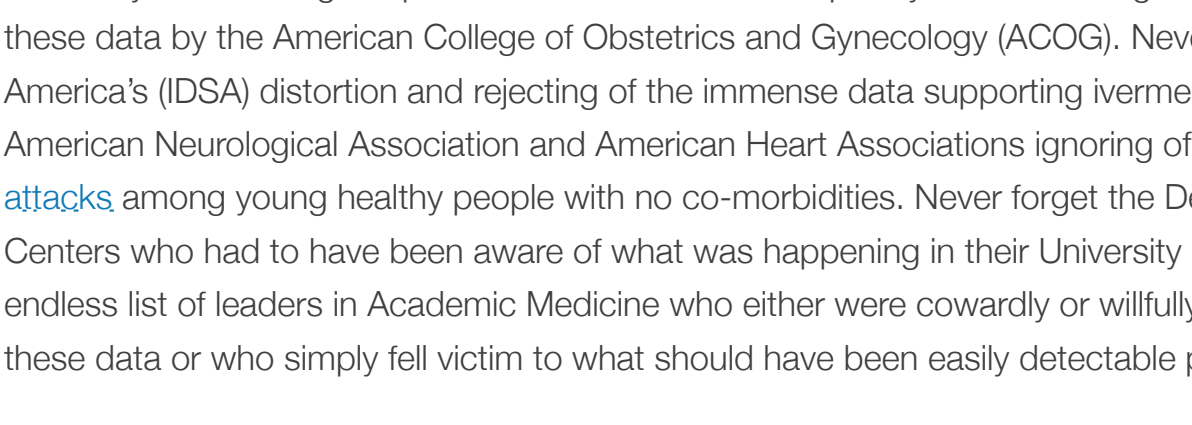 these data by the American College of Obstetrics and Gynecology (ACOG).
America's (IDSA) distortion and rejecting of the immense data supporting
American Neurological Association and American Heart Associations ignoring of
attacks among young healthy people with no co-morbidities. Never forget the
Centers who had to have been aware of what was happening in their University
endless list of leaders in Academic Medicine who either were cowardly or willfully
these data or who simply fell victim to what should have been easily detectable